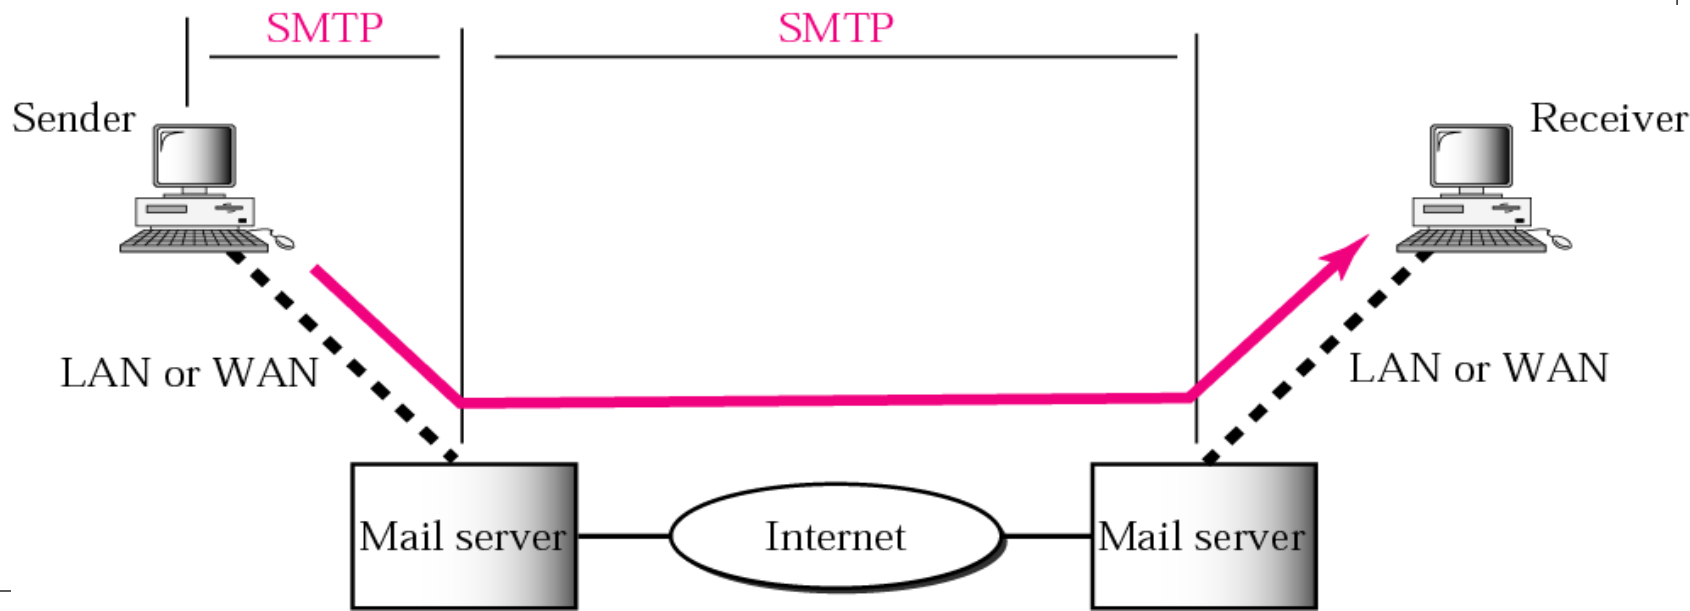 SMTP
SMTP
Sender
Receiver
LAN or WAN
LAN or WAN
Mail server
Internet
Mail server